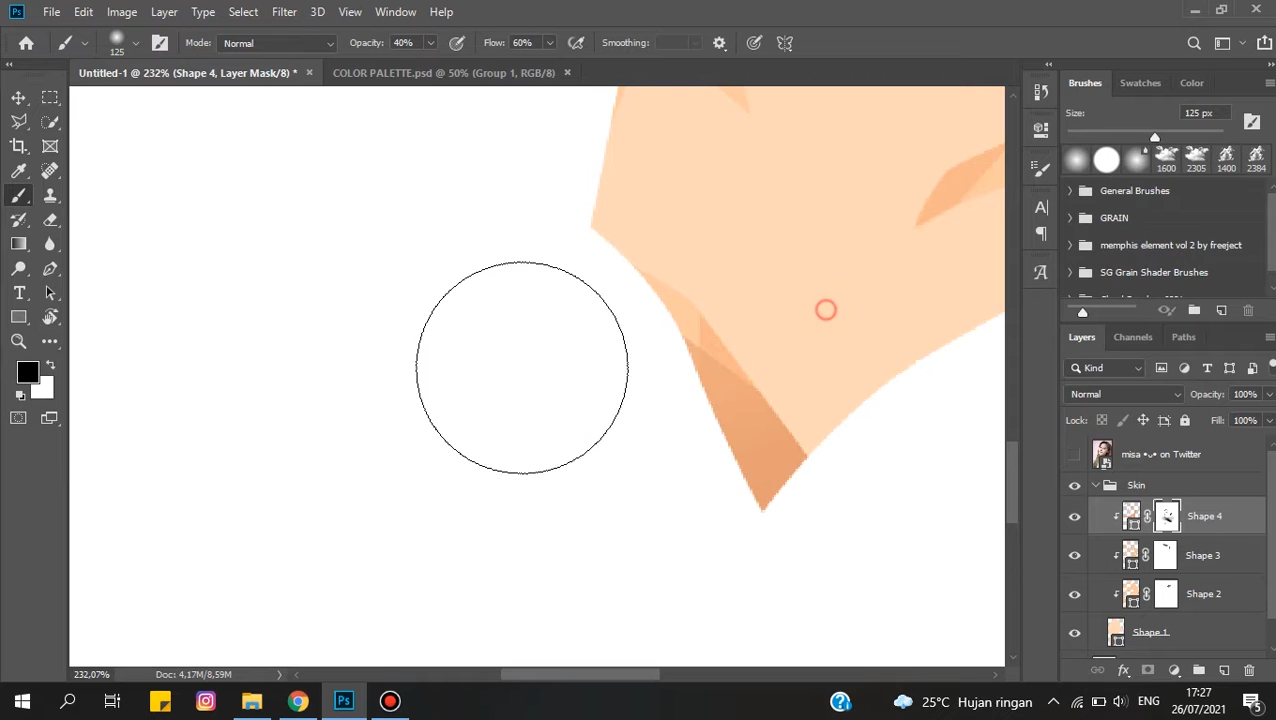 Ps File Edit Image Layer Type Select Filter 3D View Window Help
125 Mode: Normal Opacity: 40% Flow: 60% Smoothing:
Untitled-1 @ 232% (Shape 4, Layer Mask/8) * × COLOR PALETTE.psd @ 50% (Group 1, RGB/8) ×
Brushes Swatches Color
Size: 125 px
1600 2305 1400 2384
General Brushes
GRAIN
memphis element vol 2 by freeject
SG Grain Shader Brushes
Layers Channels Paths
Kind
Normal Opacity: 100%
Lock: Fill: 100%
misa •ᴗ• on Twitter
Skin
Shape 4
Shape 3
Shape 2
Shape 1
232,07% Doc: 4,17M/8,59M
Ps 25°C Hujan ringan ENG 17:27
26/07/2021 5